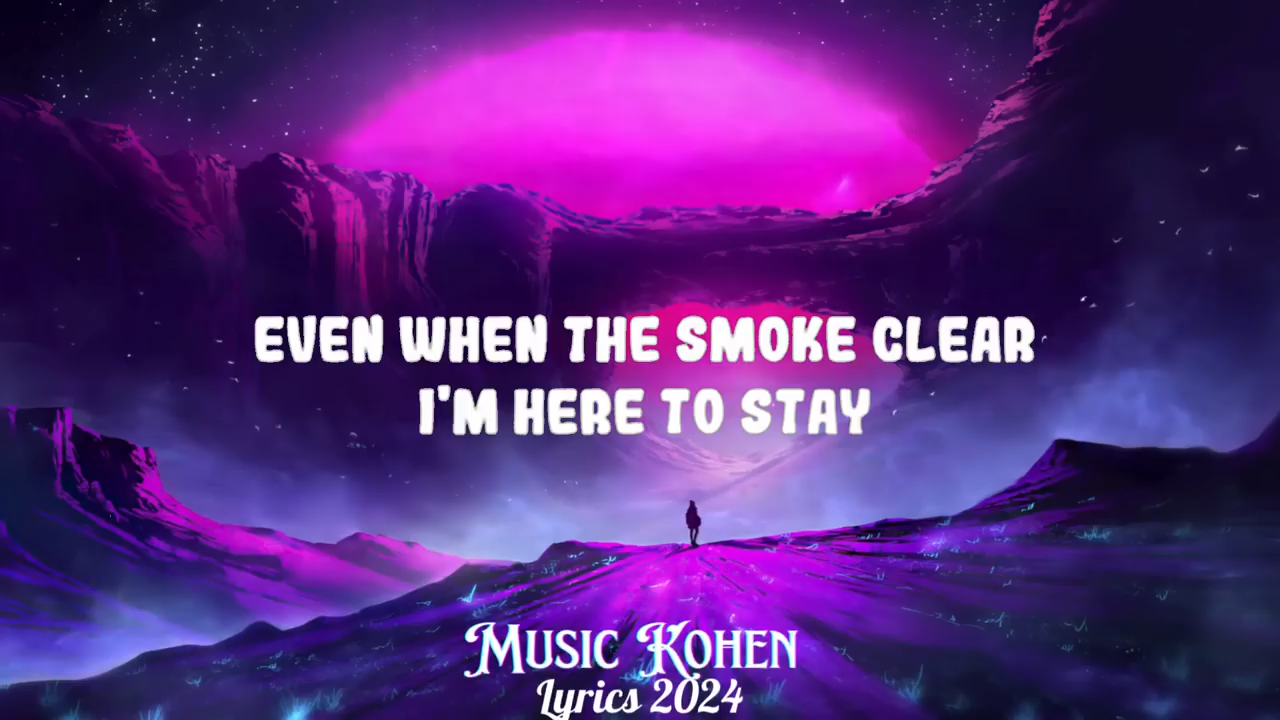 EVEN WHEN THE SMOKE CLEAR
I'M HERE TO STAY
MUSIC KOHEN
Lyrics 2024